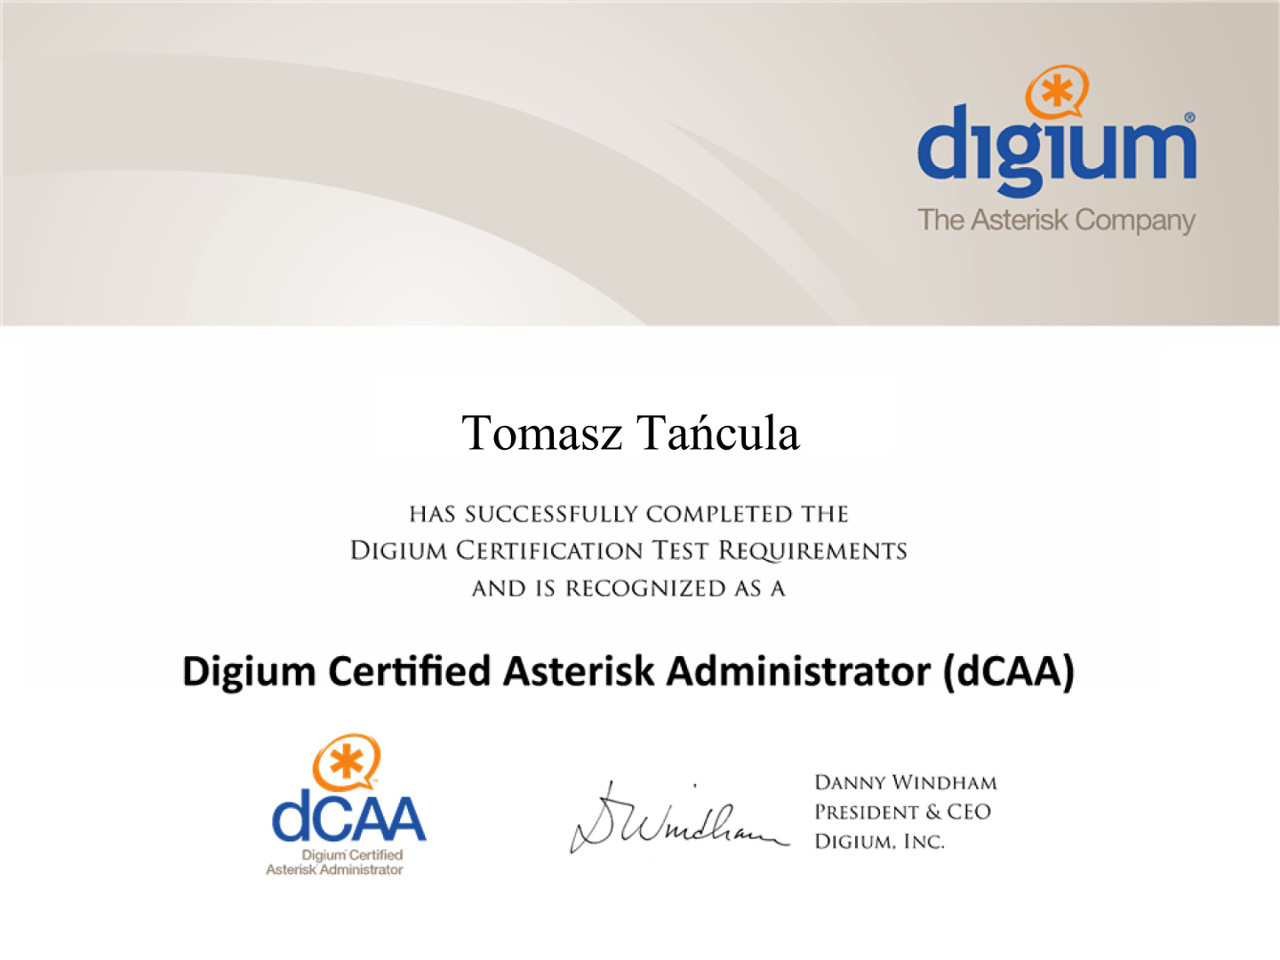 digium®
The Asterisk Company
Tomasz Tańcula
HAS SUCCESSFULLY COMPLETED THE
DIGIUM CERTIFICATION TEST REQUIREMENTS
AND IS RECOGNIZED AS A
Digium Certified Asterisk Administrator (dCAA)
dCAA™
Digium Certified
Asterisk Administrator
DWindham
DANNY WINDHAM
PRESIDENT & CEO
DIGIUM, INC.